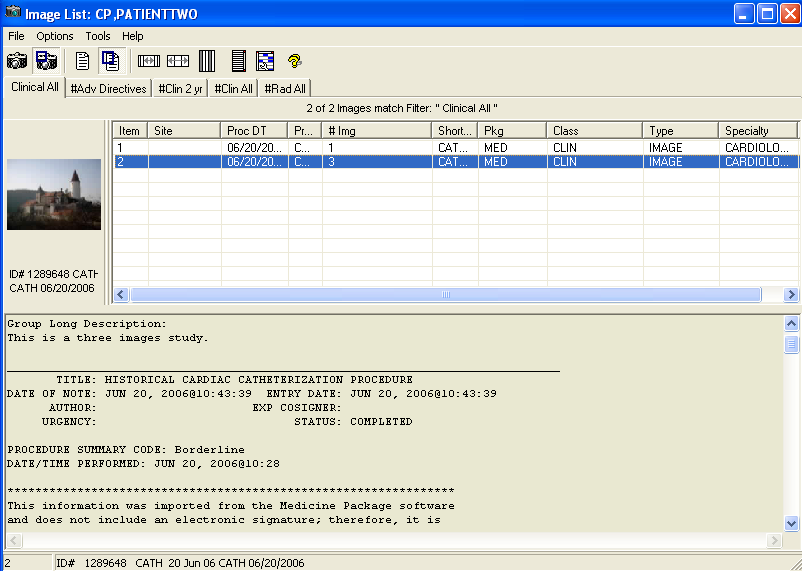 Image List: CP,PATIENTTWO
File Options Tools Help
Clinical All #Adv Directives #Clin 2 yr #Clin All #Rad All
2 of 2 Images match Filter: " Clinical All "
Item Site Proc DT Pr... # Img Short... Pkg Class Type Specialty
1 06/20/20... C... 1 CAT... MED CLIN IMAGE CARDIOLO...
2 06/20/20... C... 3 CAT... MED CLIN IMAGE CARDIOLO...
ID# 1289648 CATH
CATH 06/20/2006
Group Long Description:
This is a three images study.
TITLE: HISTORICAL CARDIAC CATHETERIZATION PROCEDURE
DATE OF NOTE: JUN 20, 2006@10:43:39 ENTRY DATE: JUN 20, 2006@10:43:39
AUTHOR: EXP COSIGNER:
URGENCY: STATUS: COMPLETED
PROCEDURE SUMMARY CODE: Borderline
DATE/TIME PERFORMED: JUN 20, 2006@10:28
****************************************************************
This information was imported from the Medicine Package software
and does not include an electronic signature; therefore, it is
2 ID# 1289648 CATH 20 Jun 06 CATH 06/20/2006